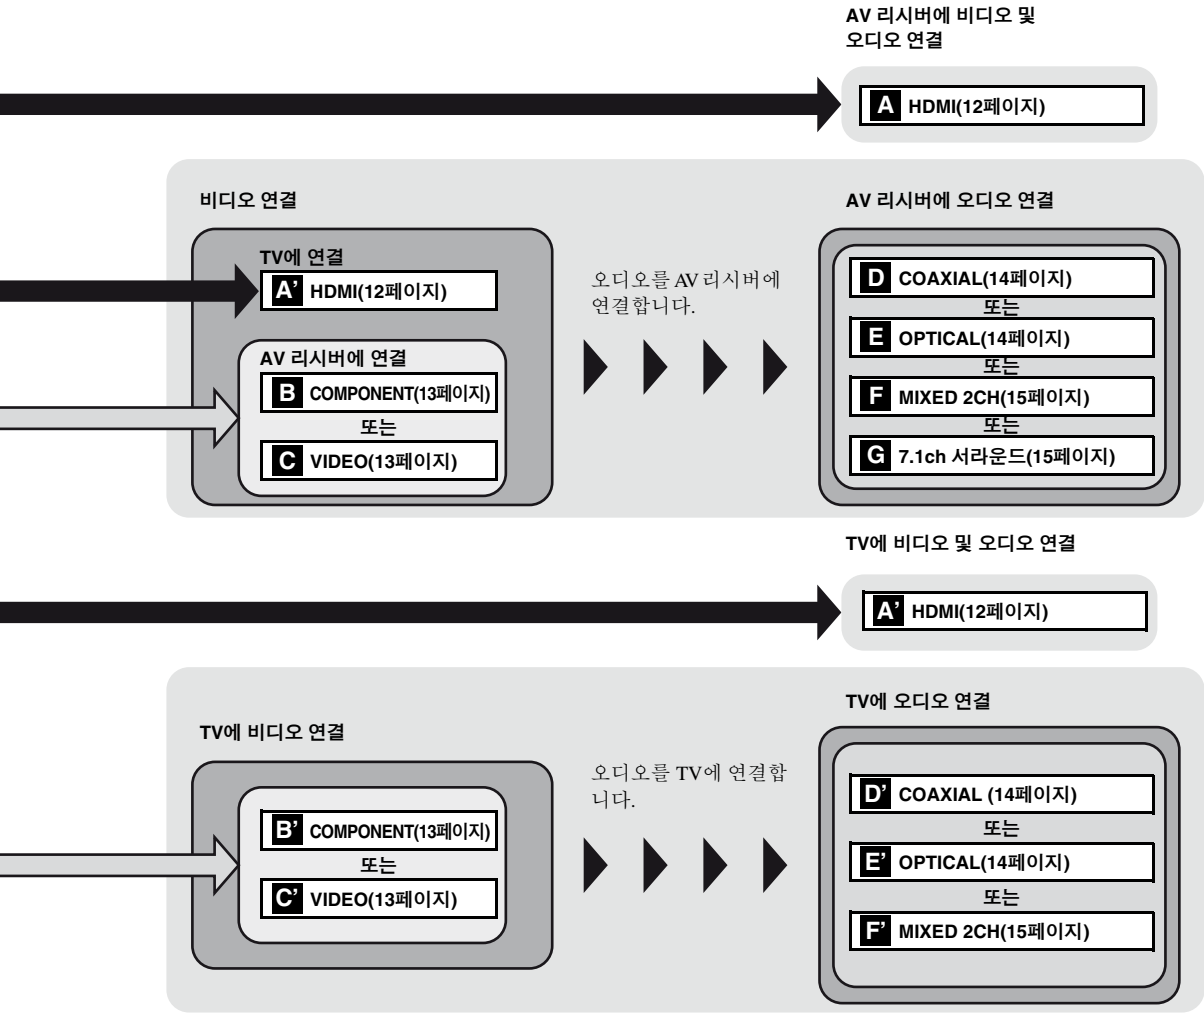 AV 리시버에 비디오 및
오디오 연결
A HDMI(12페이지)
비디오 연결
TV에 연결
A’ HDMI(12페이지)
AV 리시버에 연결
B COMPONENT(13페이지)
또는
C VIDEO(13페이지)
오디오를 AV 리시버에
연결합니다.
AV 리시버에 오디오 연결
D COAXIAL(14페이지)
또는
E OPTICAL(14페이지)
또는
F MIXED 2CH(15페이지)
또는
G 7.1ch 서라운드(15페이지)
TV에 비디오 및 오디오 연결
A’ HDMI(12페이지)
TV에 비디오 연결
B’ COMPONENT(13페이지)
또는
C’ VIDEO(13페이지)
오디오를 TV에 연결합
니다.
TV에 오디오 연결
D’ COAXIAL (14페이지)
또는
E’ OPTICAL(14페이지)
또는
F’ MIXED 2CH(15페이지)